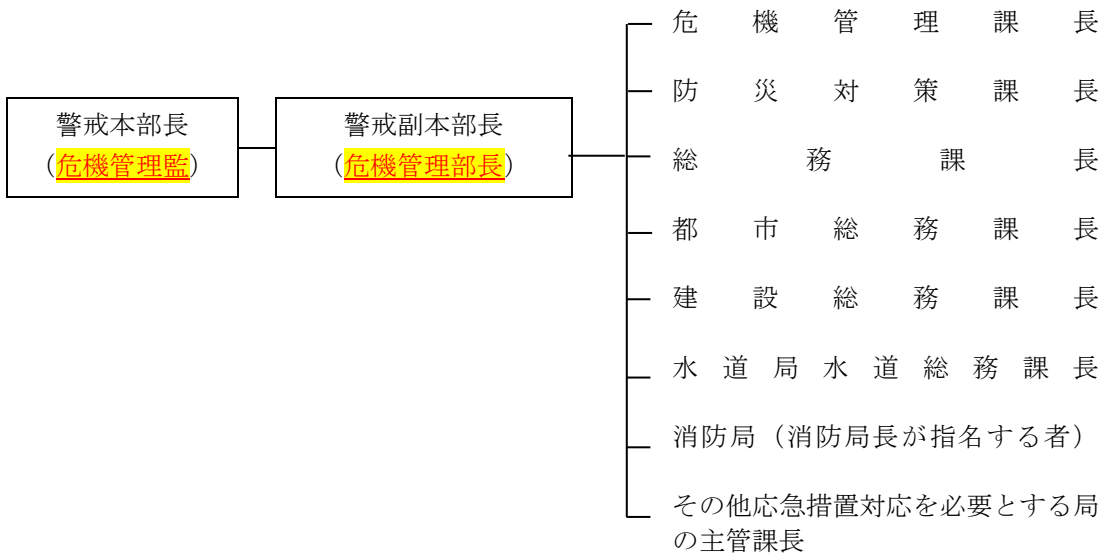 警戒本部長
（危機管理監）
警戒副本部長
（危機管理部長）
危機管理課長
防災対策課長
総務課長
都市総務課長
建設総務課長
水道局水道総務課長
消防局（消防局長が指名する者）
その他応急措置対応を必要とする局
の主管課長